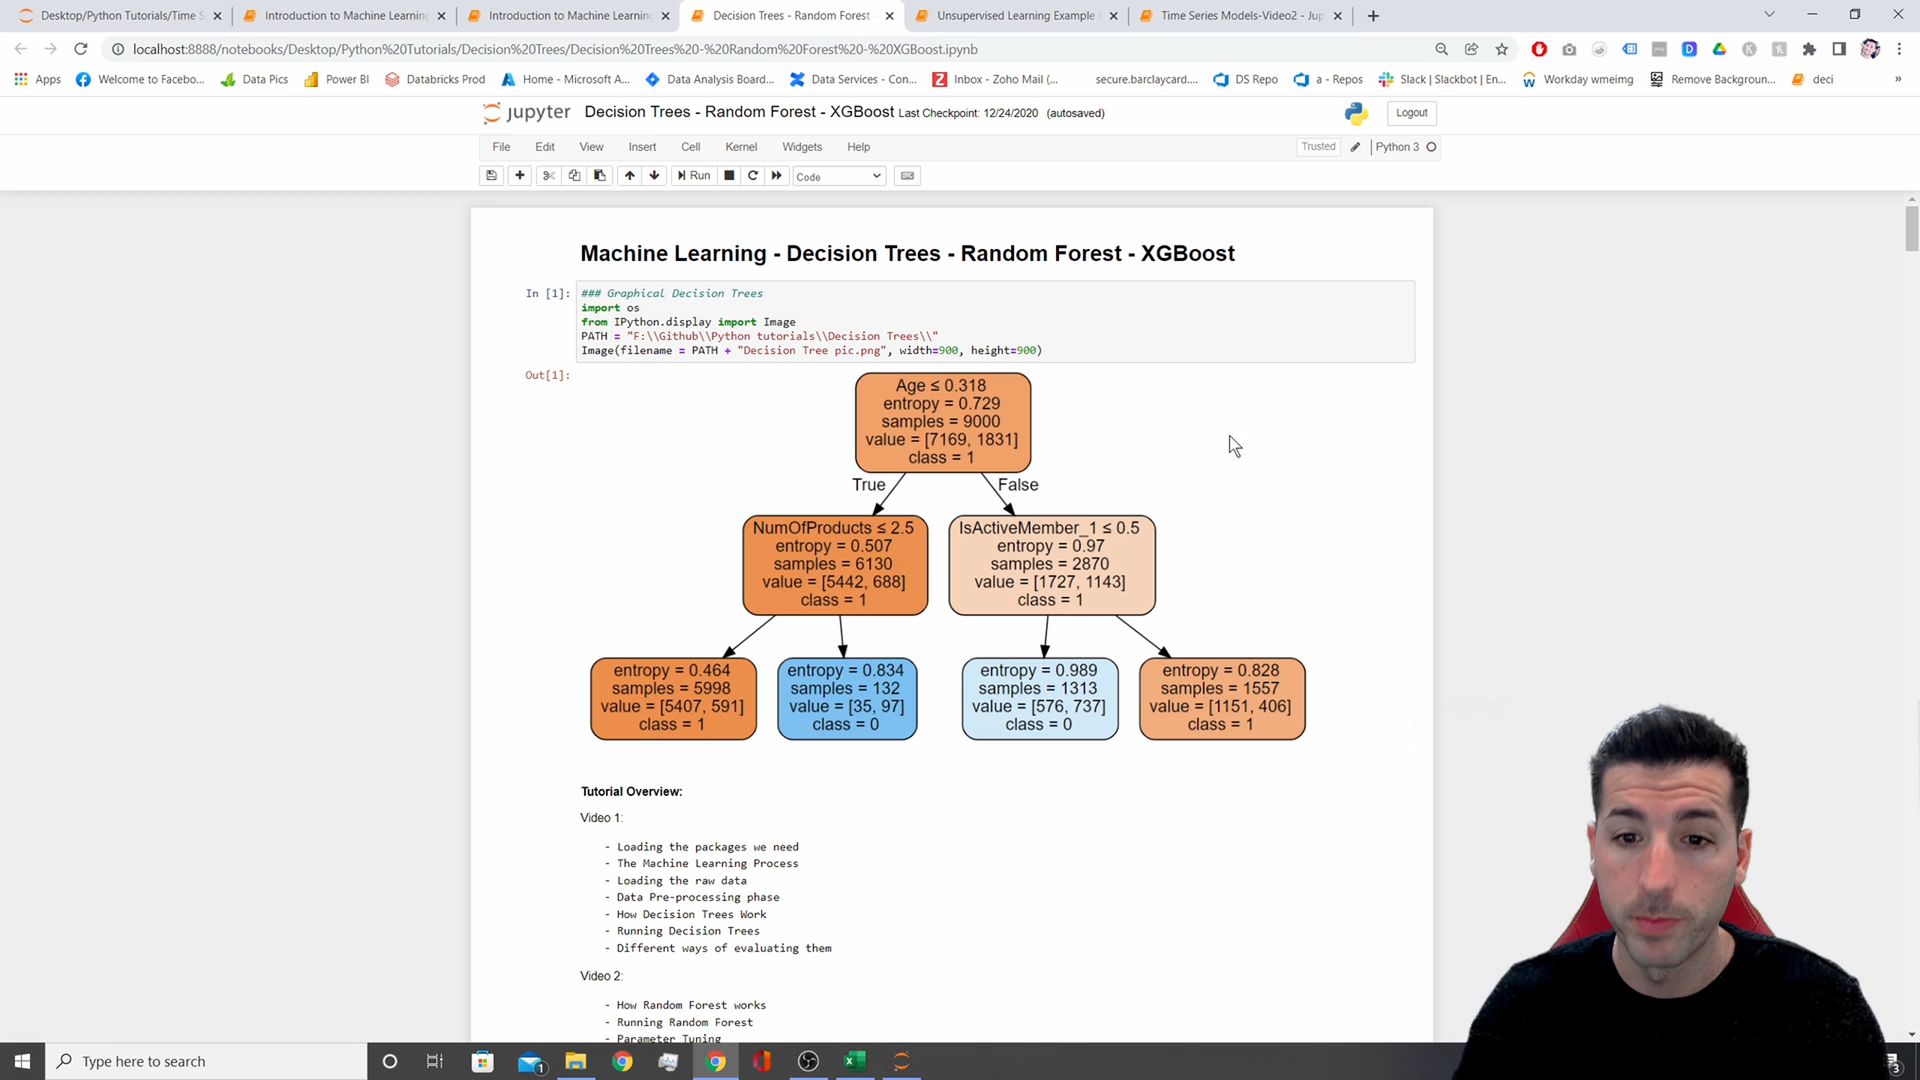 Desktop/Python Tutorials/Time S
Introduction to Machine Learning
Introduction to Machine Learning
Decision Trees - Random Forest -
Unsupervised Learning Example
Time Series Models-Video2 - Jup
localhost:8888/notebooks/Desktop/Python%20Tutorials/Decision%20Trees/Decision%20Trees%20-%20Random%20Forest%20-%20XGBoost.ipynb
Apps
Welcome to Facebo...
Data Pics
Power BI
Databricks Prod
Home - Microsoft A...
Data Analysis Board...
Data Services - Con...
Inbox - Zoho Mail (...
secure.barclaycard....
DS Repo
a - Repos
Slack | Slackbot | En...
Workday wmeimg
Remove Backgroun...
deci
»
jupyter Decision Trees - Random Forest - XGBoost Last Checkpoint: 12/24/2020 (autosaved)
Logout
File Edit View Insert Cell Kernel Widgets Help
Trusted
Python 3
Run
Code
Machine Learning - Decision Trees - Random Forest - XGBoost
In [1]:
### Graphical Decision Trees
import os
from IPython.display import Image
PATH = "F:\\Github\\Python tutorials\\Decision Trees\\"
Image(filename = PATH + "Decision Tree pic.png", width=900, height=900)
Out[1]:
Age ≤ 0.318
entropy = 0.729
samples = 9000
value = [7169, 1831]
class = 1
True
False
NumOfProducts ≤ 2.5
entropy = 0.507
samples = 6130
value = [5442, 688]
class = 1
IsActiveMember_1 ≤ 0.5
entropy = 0.97
samples = 2870
value = [1727, 1143]
class = 1
entropy = 0.464
samples = 5998
value = [5407, 591]
class = 1
entropy = 0.834
samples = 132
value = [35, 97]
class = 0
entropy = 0.989
samples = 1313
value = [576, 737]
class = 0
entropy = 0.828
samples = 1557
value = [1151, 406]
class = 1
Tutorial Overview:
Video 1:
- Loading the packages we need
- The Machine Learning Process
- Loading the raw data
- Data Pre-processing phase
- How Decision Trees Work
- Running Decision Trees
- Different ways of evaluating them
Video 2:
- How Random Forest works
- Running Random Forest
- Parameter Tuning
Type here to search
1
3